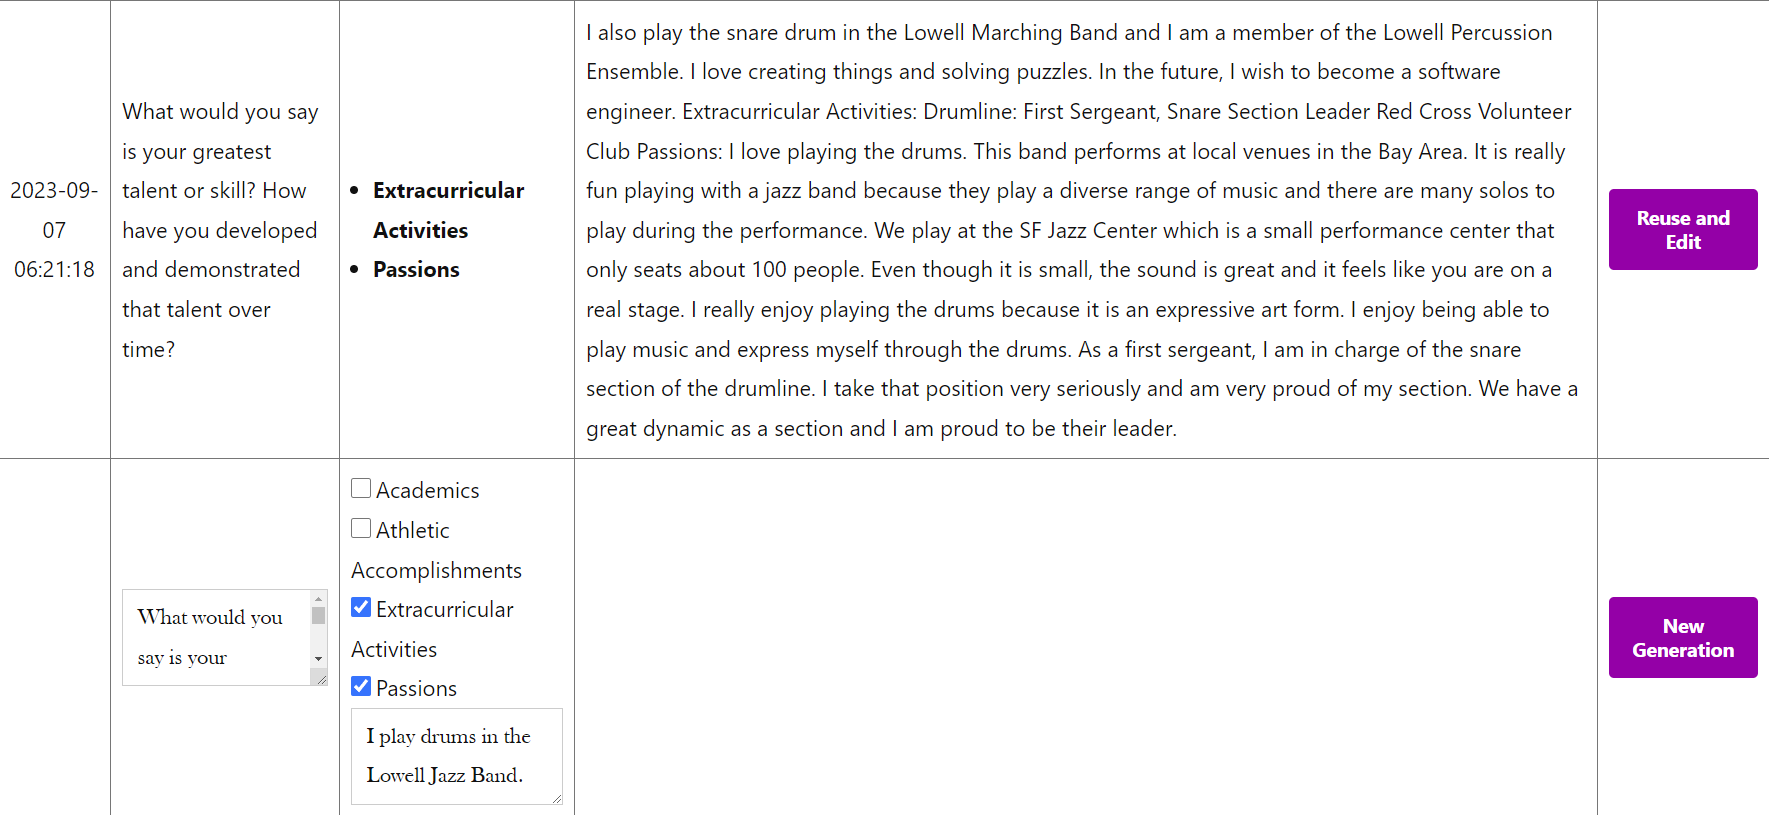 2023-09-
07
06:21:18
What would you say
is your greatest
talent or skill? How
have you developed
and demonstrated
that talent over
time?
Extracurricular
Activities
Passions
I also play the snare drum in the Lowell Marching Band and I am a member of the Lowell Percussion
Ensemble. I love creating things and solving puzzles. In the future, I wish to become a software
engineer. Extracurricular Activities: Drumline: First Sergeant, Snare Section Leader Red Cross Volunteer
Club Passions: I love playing the drums. This band performs at local venues in the Bay Area. It is really
fun playing with a jazz band because they play a diverse range of music and there are many solos to
play during the performance. We play at the SF Jazz Center which is a small performance center that
only seats about 100 people. Even though it is small, the sound is great and it feels like you are on a
real stage. I really enjoy playing the drums because it is an expressive art form. I enjoy being able to
play music and express myself through the drums. As a first sergeant, I am in charge of the snare
section of the drumline. I take that position very seriously and am very proud of my section. We have a
great dynamic as a section and I am proud to be their leader.
Reuse and
Edit
What would you
say is your
Academics
Athletic
Accomplishments
Extracurricular
Activities
Passions
I play drums in the
Lowell Jazz Band.
New
Generation